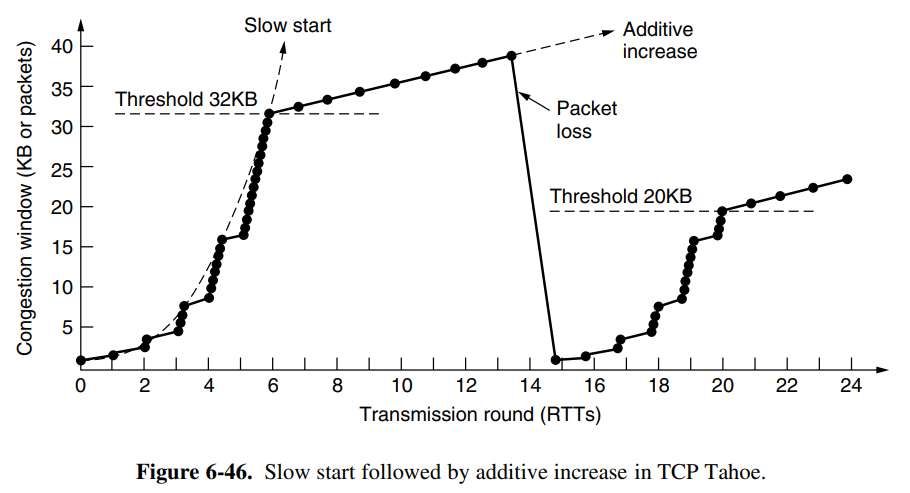 Slow start
Additive
increase
Threshold 32KB
Packet
loss
Threshold 20KB
Congestion window (KB or packets)
40
35
30
25
20
15
10
5
0 2 4 6 8 10 12 14 16 18 20 22 24
Transmission round (RTTs)
Figure 6-46. Slow start followed by additive increase in TCP Tahoe.